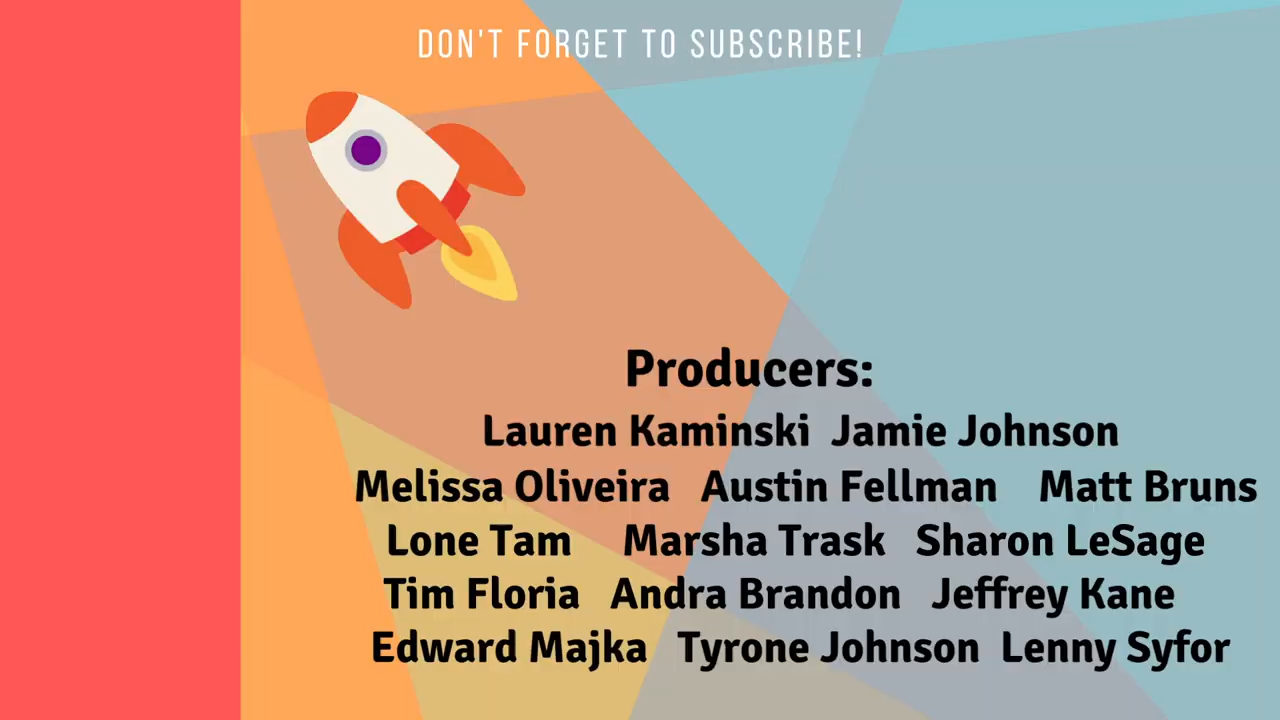 DON'T FORGET TO SUBSCRIBE!
Producers:
Lauren Kaminski Jamie Johnson
Melissa Oliveira Austin Fellman Matt Bruns
Lone Tam Marsha Trask Sharon LeSage
Tim Floria Andra Brandon Jeffrey Kane
Edward Majka Tyrone Johnson Lenny Syfor